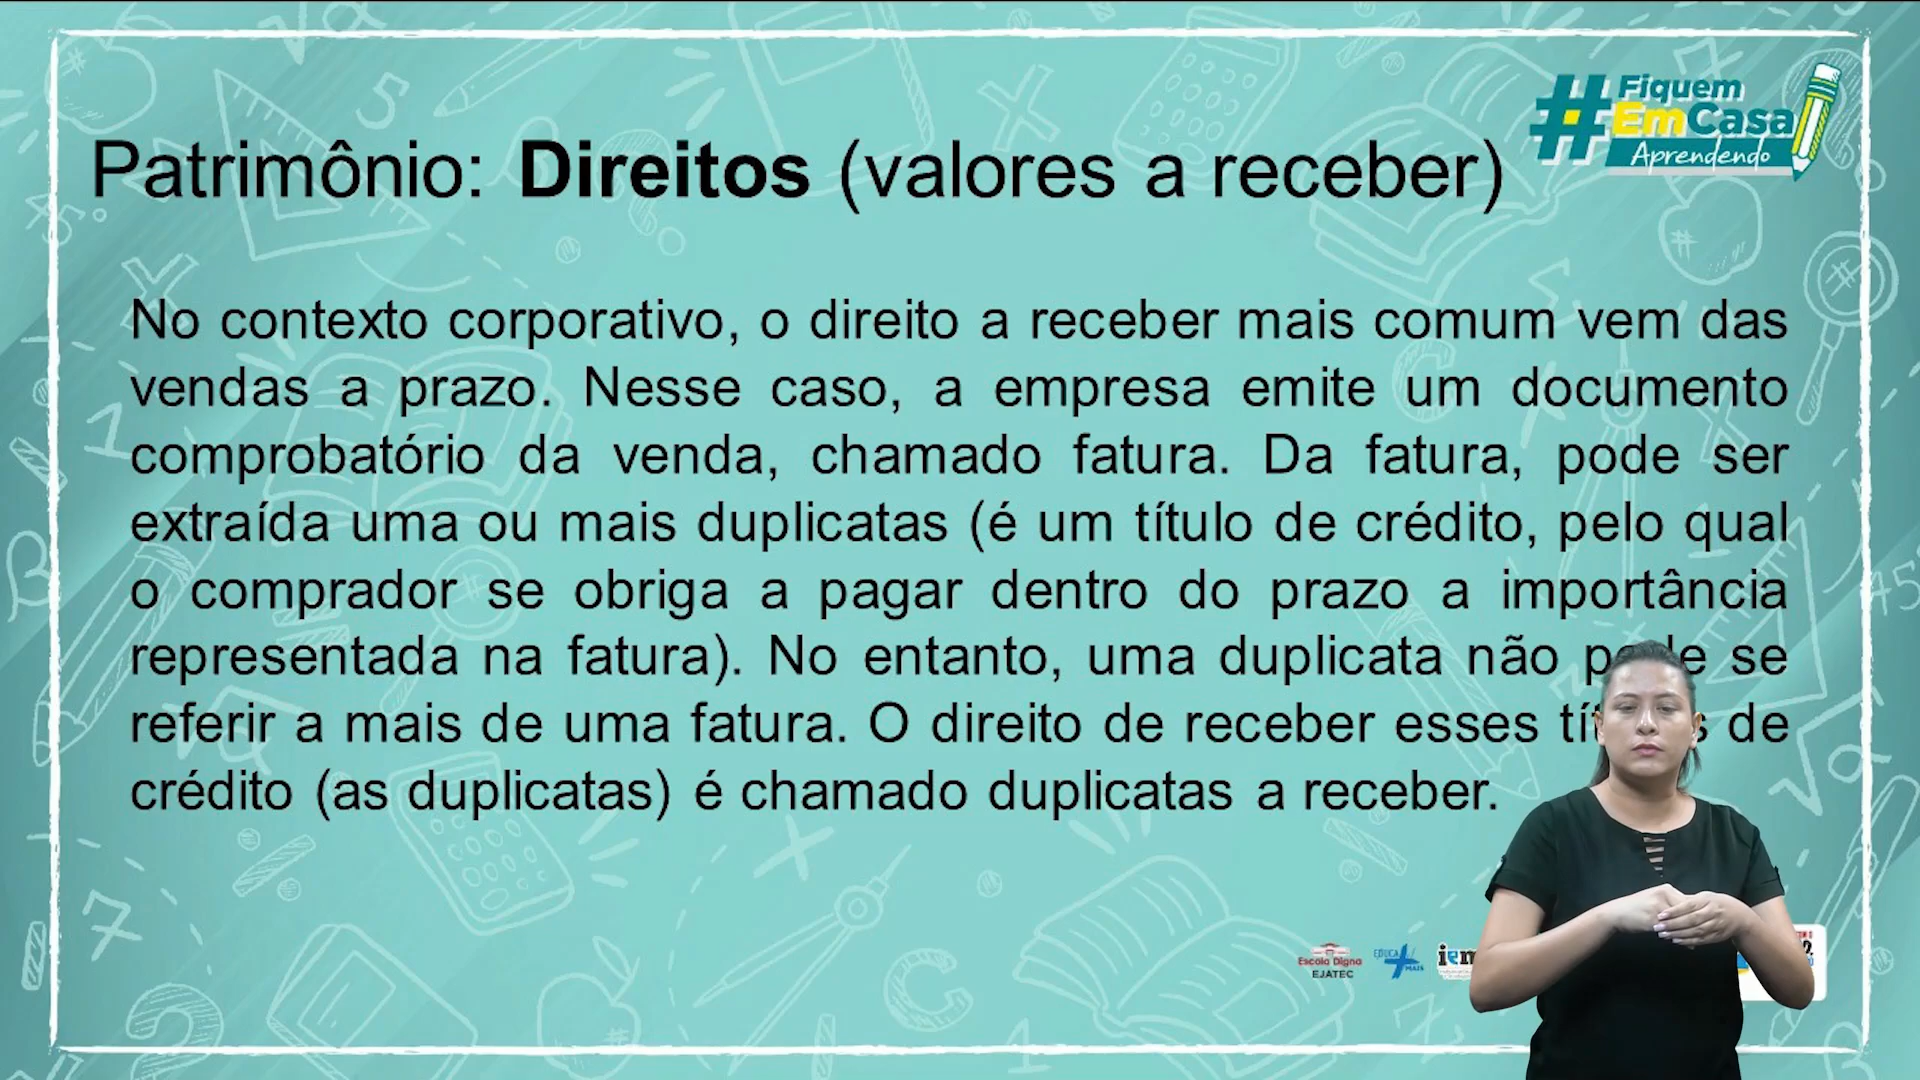 #Fiquem
EmCasa
Aprendendo
Patrimônio: Direitos (valores a receber)
No contexto corporativo, o direito a receber mais comum vem das
vendas a prazo. Nesse caso, a empresa emite um documento
comprobatório da venda, chamado fatura. Da fatura, pode ser
extraída uma ou mais duplicatas (é um título de crédito, pelo qual
o comprador se obriga a pagar dentro do prazo a importância
representada na fatura). No entanto, uma duplicata não se
referir a mais de uma fatura. O direito de receber esses de
crédito (as duplicatas) é chamado duplicatas a receber.
Escola Digna
EJATEC
EDUCA
MAIS